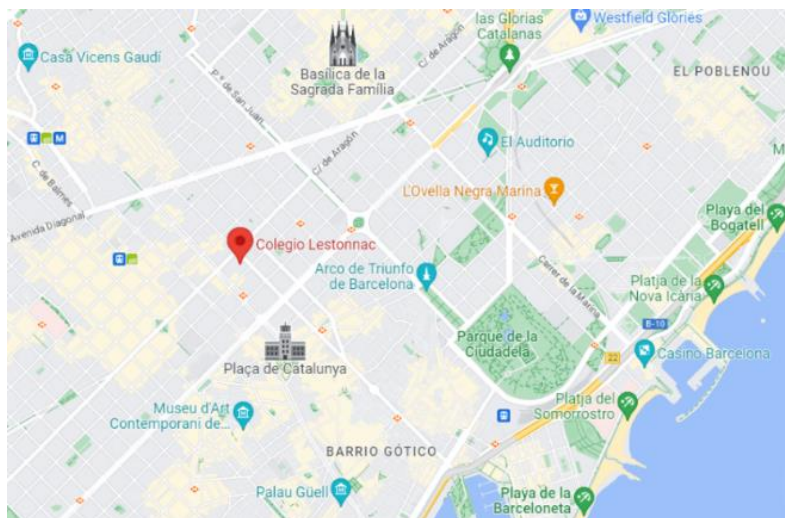 las Glorias
Catalanas
Westfield Glòries
Casa Vicens Gaudí
Basílica de la
Sagrada Família
C/ de Aragón
EL POBLENOU
P.º de San Juan
El Auditorio
C/ de Aragón
M
C. de Balmes
L'Ovella Negra Marina
Avenida Diagonal
Playa del
Bogatell
Colegio Lestonnac
Arco de Triunfo
de Barcelona
Carrer de la Marina
Platja de la
Nova Icària
B-10
Parque de la
Ciudadela
Casino Barcelona
22
Plaça de Catalunya
Platja del
Somorrostro
Museu d'Art
Contemporani de...
BARRIO GÓTICO
Palau Güell
Playa de la
Barceloneta